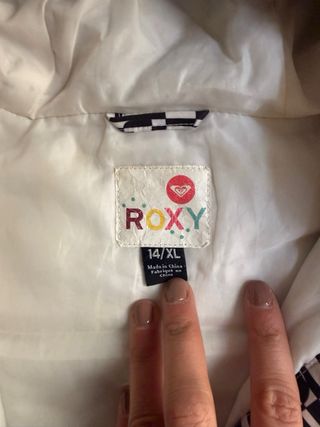 ROXY
14/XL
Made in China
Fabriqué en
Chine